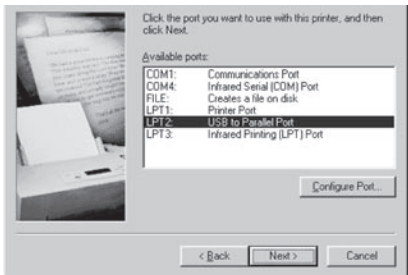 Click the port you want to use with this printer, and then
click Next.
Available ports:
COM1: Communications Port
COM4: Infrared Serial (COM) Port
FILE: Creates a file on disk
LPT1: Printer Port
LPT2: USB to Parallel Port
LPT3: Infrared Printing (LPT) Port
Configure Port...
< Back Next > Cancel